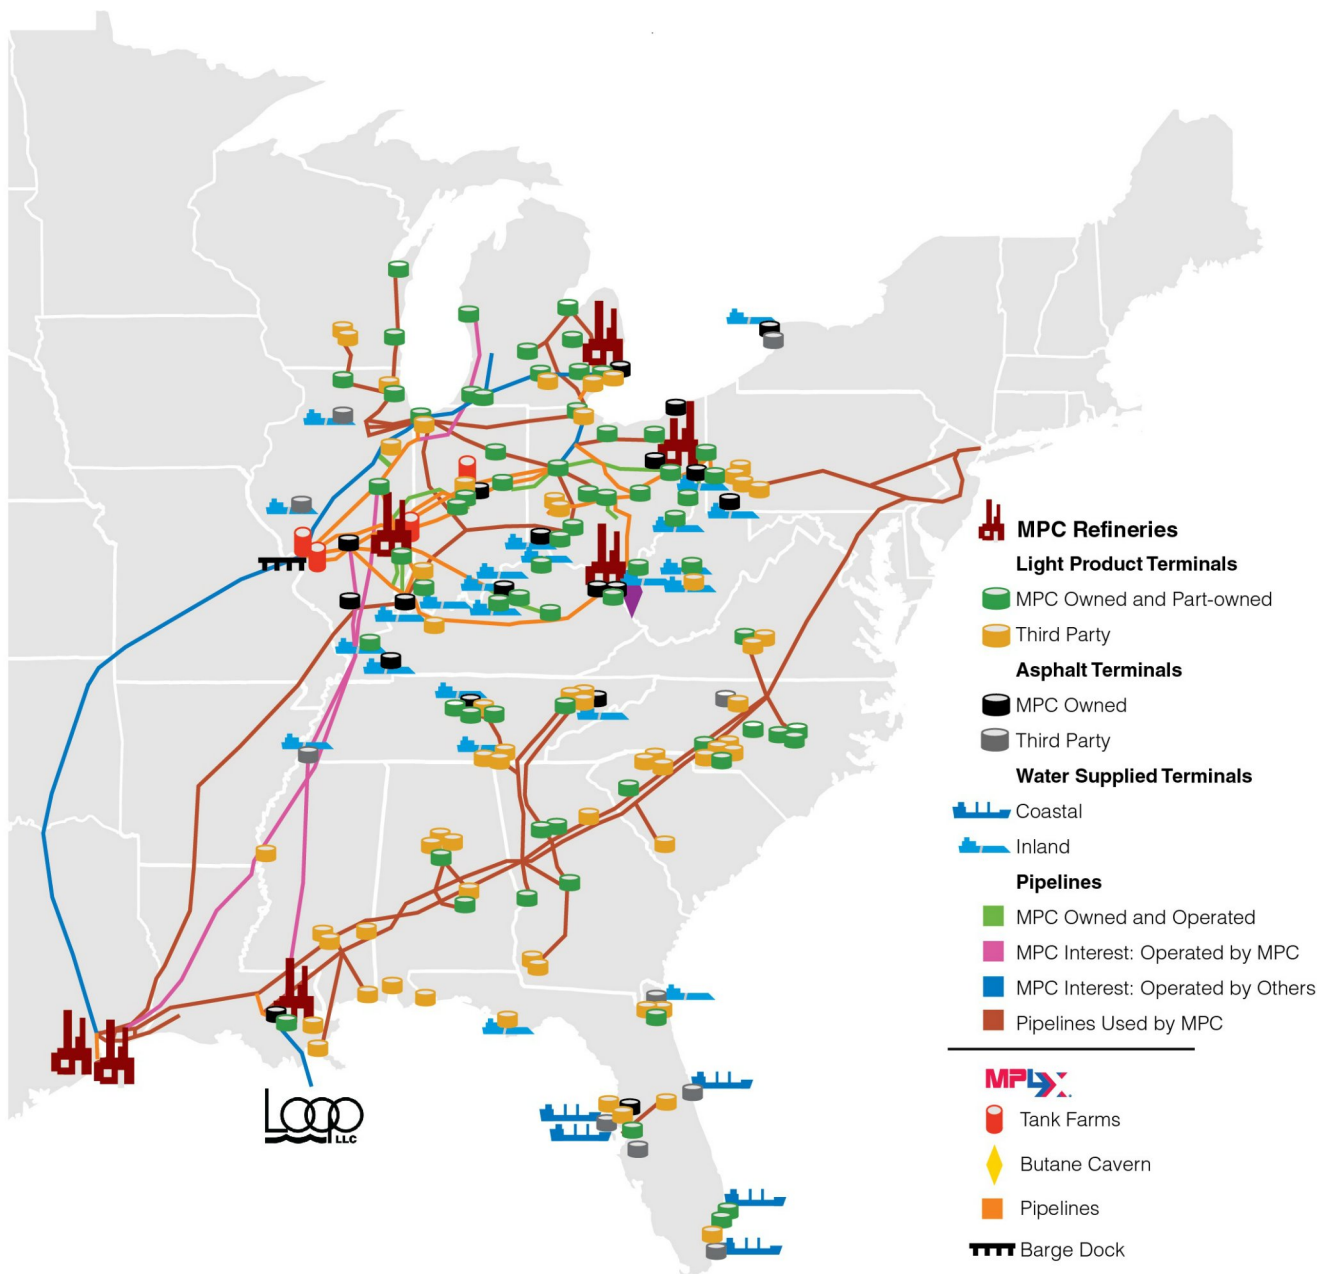 MPC Refineries
Light Product Terminals
MPC Owned and Part-owned
Third Party
Asphalt Terminals
MPC Owned
Third Party
Water Supplied Terminals
Coastal
Inland
Pipelines
MPC Owned and Operated
MPC Interest: Operated by MPC
MPC Interest: Operated by Others
Pipelines Used by MPC
MPLX
Tank Farms
Butane Cavern
Pipelines
Barge Dock
LOOP
LLC